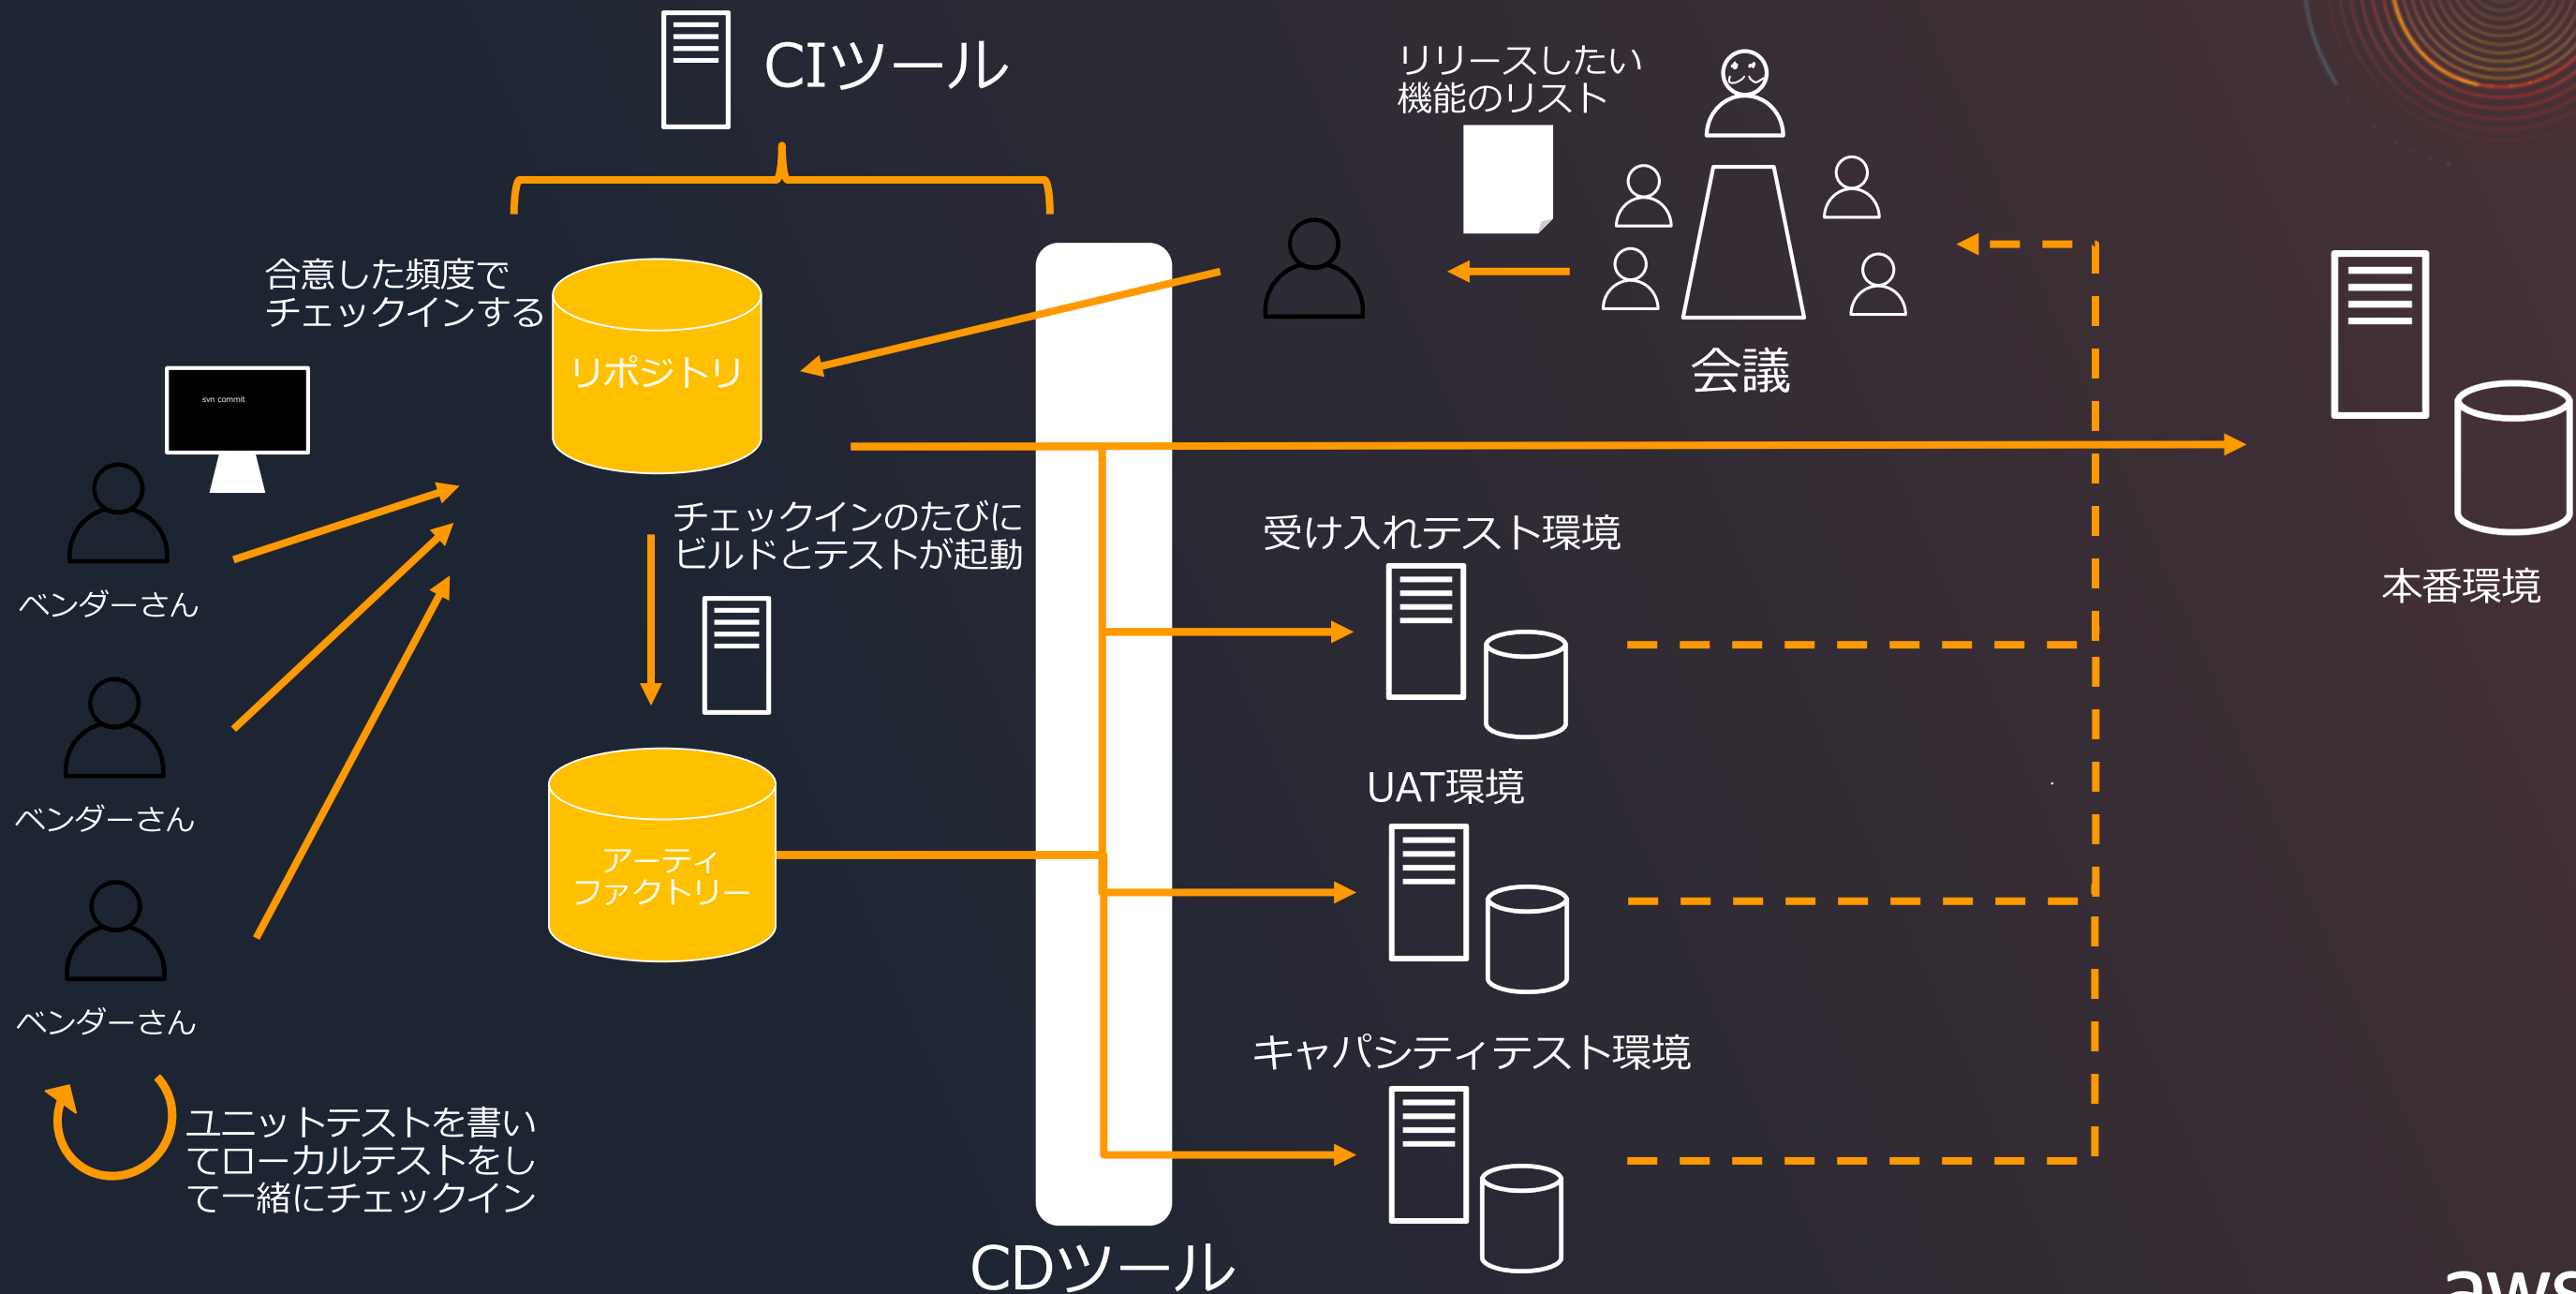 CIツール
リリースしたい
機能のリスト
合意した頻度で
チェックインする
リポジトリ
会議
svn commit
チェックインのたびに
ビルドとテストが起動
受け入れテスト環境
本番環境
ベンダーさん
UAT環境
ベンダーさん
アーティ
ファクトリー
ベンダーさん
キャパシティテスト環境
ユニットテストを書い
てローカルテストをし
て一緒にチェックイン
CDツール
aws